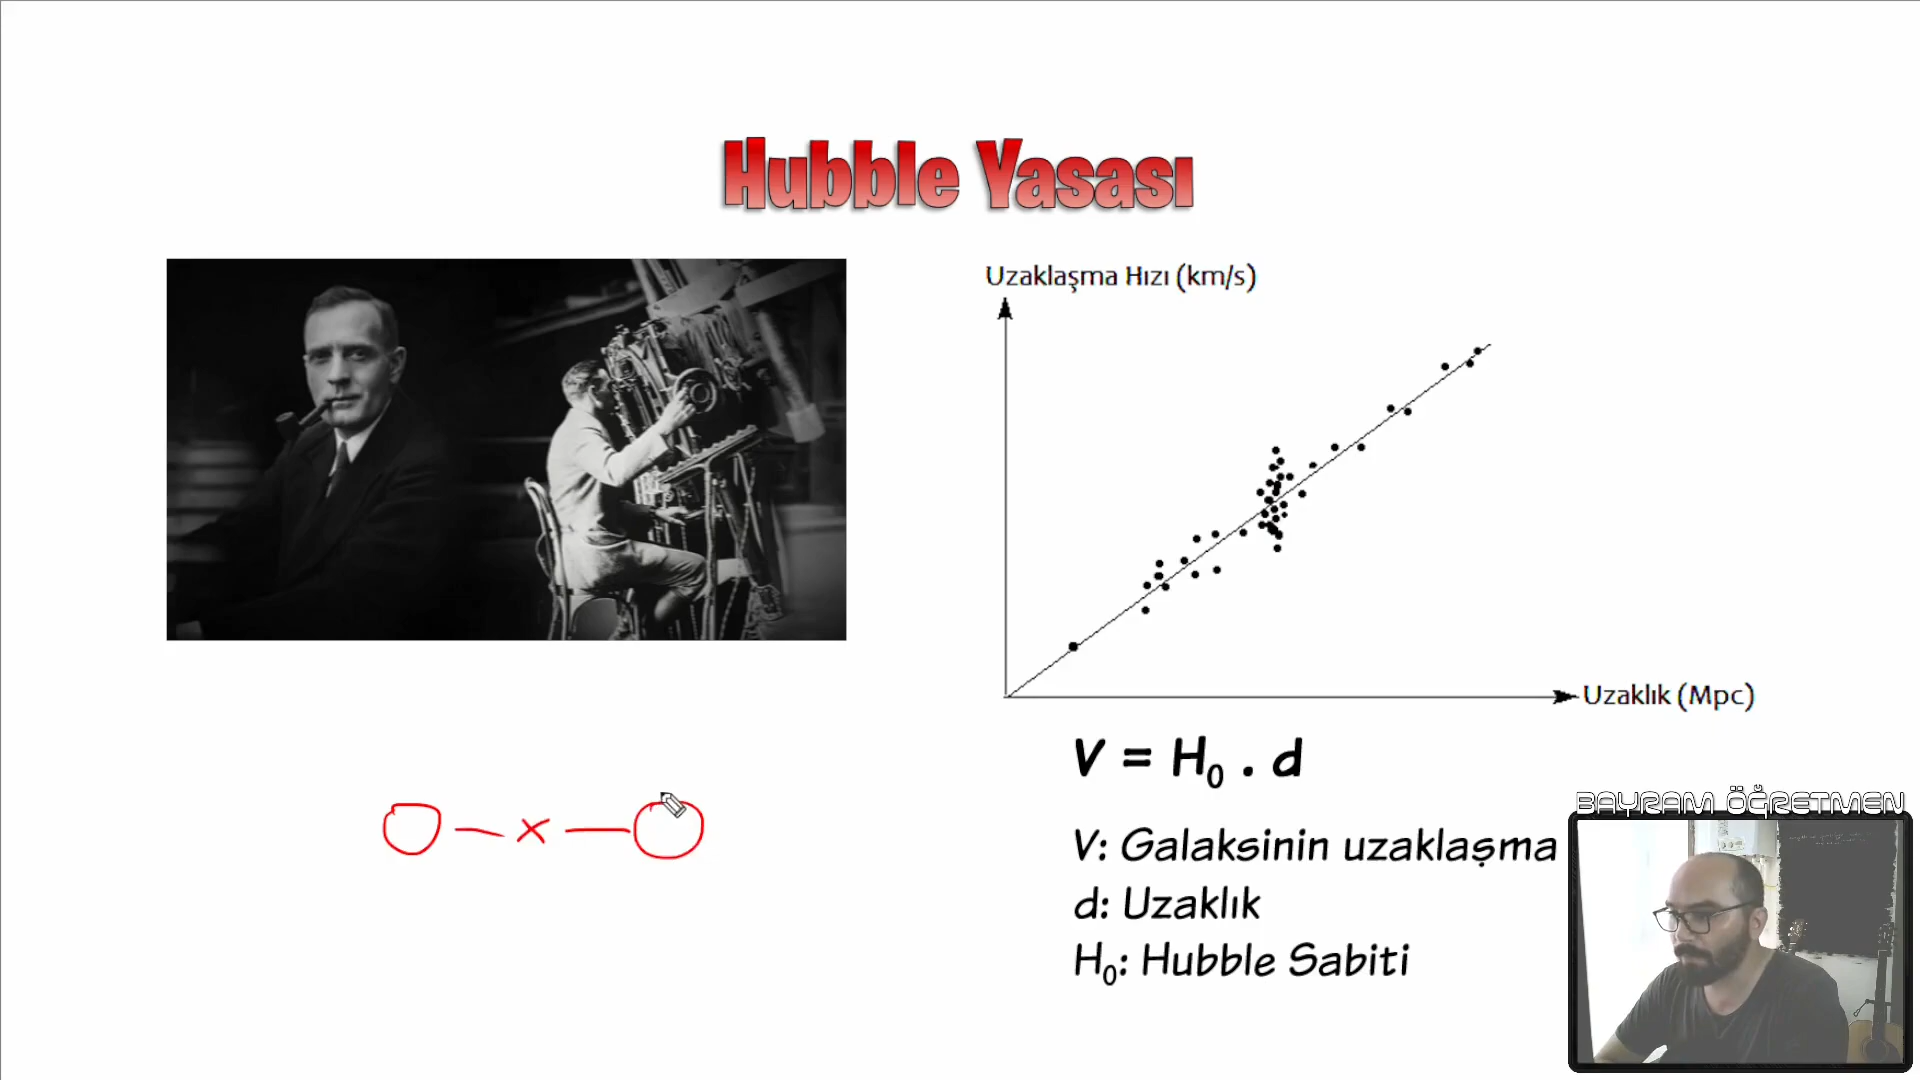 Hubble Yasası
Uzaklaşma Hızı (km/s)
Uzaklık (Mpc)
V = H₀ . d
V: Galaksinin uzaklaşma
d: Uzaklık
H₀: Hubble Sabiti
BAYRAM ÖĞRETMEN
x